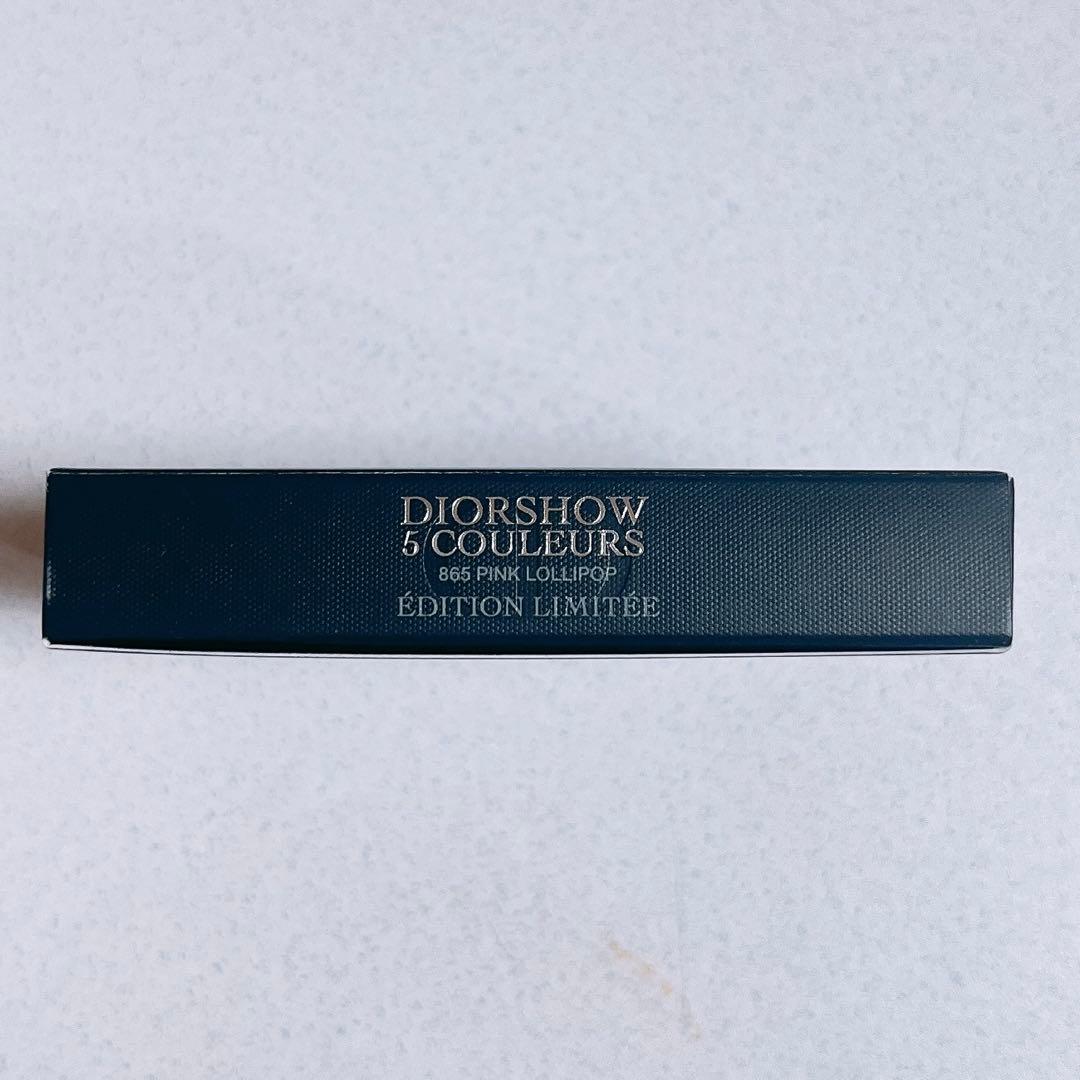 DIORSHOW
5 COULEURS
865 PINK LOLLIPOP
ÉDITION LIMITÉE